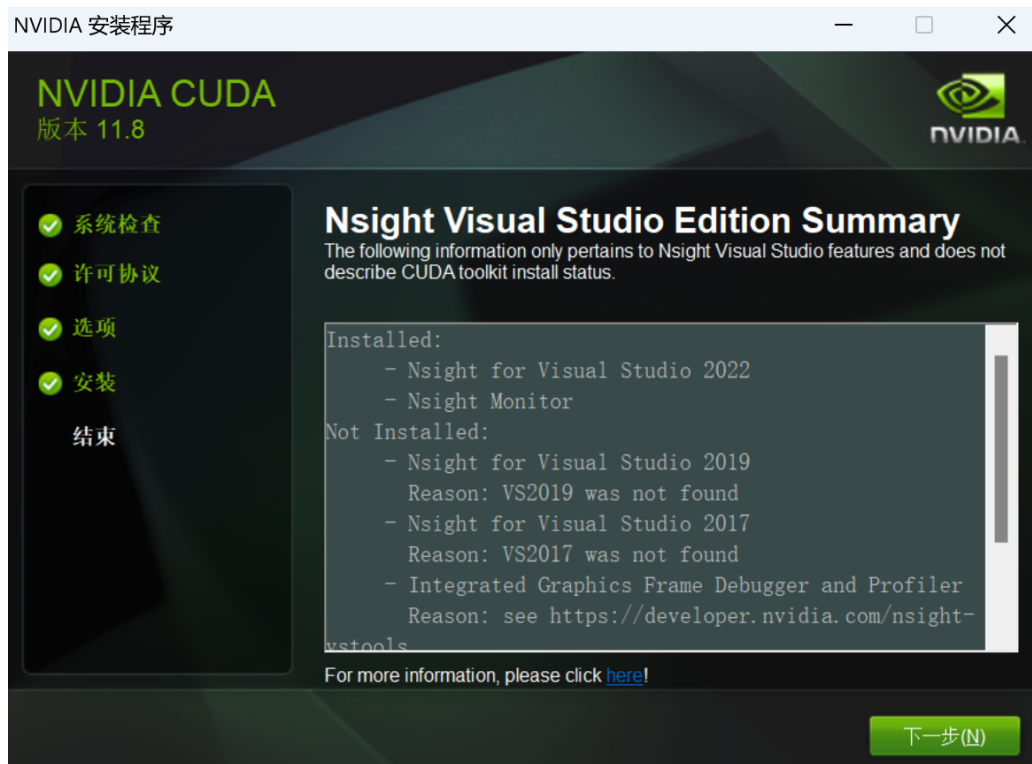 NVIDIA 安装程序
NVIDIA CUDA
版本 11.8
NVIDIA.
系统检查
许可协议
选项
安装
结束
Nsight Visual Studio Edition Summary
The following information only pertains to Nsight Visual Studio features and does not
describe CUDA toolkit install status.
Installed:
- Nsight for Visual Studio 2022
- Nsight Monitor
Not Installed:
- Nsight for Visual Studio 2019
Reason: VS2019 was not found
- Nsight for Visual Studio 2017
Reason: VS2017 was not found
- Integrated Graphics Frame Debugger and Profiler
Reason: see https://developer.nvidia.com/nsight-
vstools
For more information, please click here!
下一步(N)